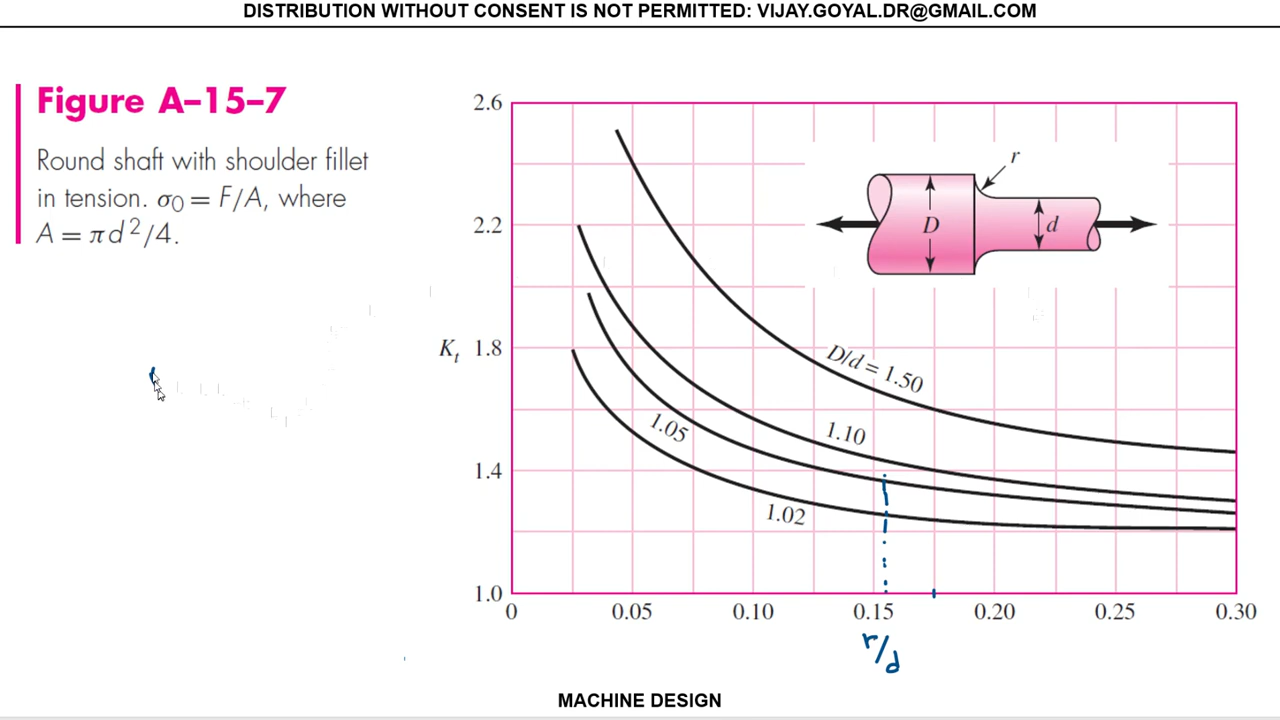 DISTRIBUTION WITHOUT CONSENT IS NOT PERMITTED: VIJAY.GOYAL.DR@GMAIL.COM
Figure A–15–7
Round shaft with shoulder fillet
in tension. σ₀ = F/A, where
A = πd²/4.
2.6
2.2
1.8
1.4
1.0
Kₜ
r
D
d
D/d = 1.50
1.10
1.05
1.02
0
0.05
0.10
0.15
0.20
0.25
0.30
r/d
MACHINE DESIGN